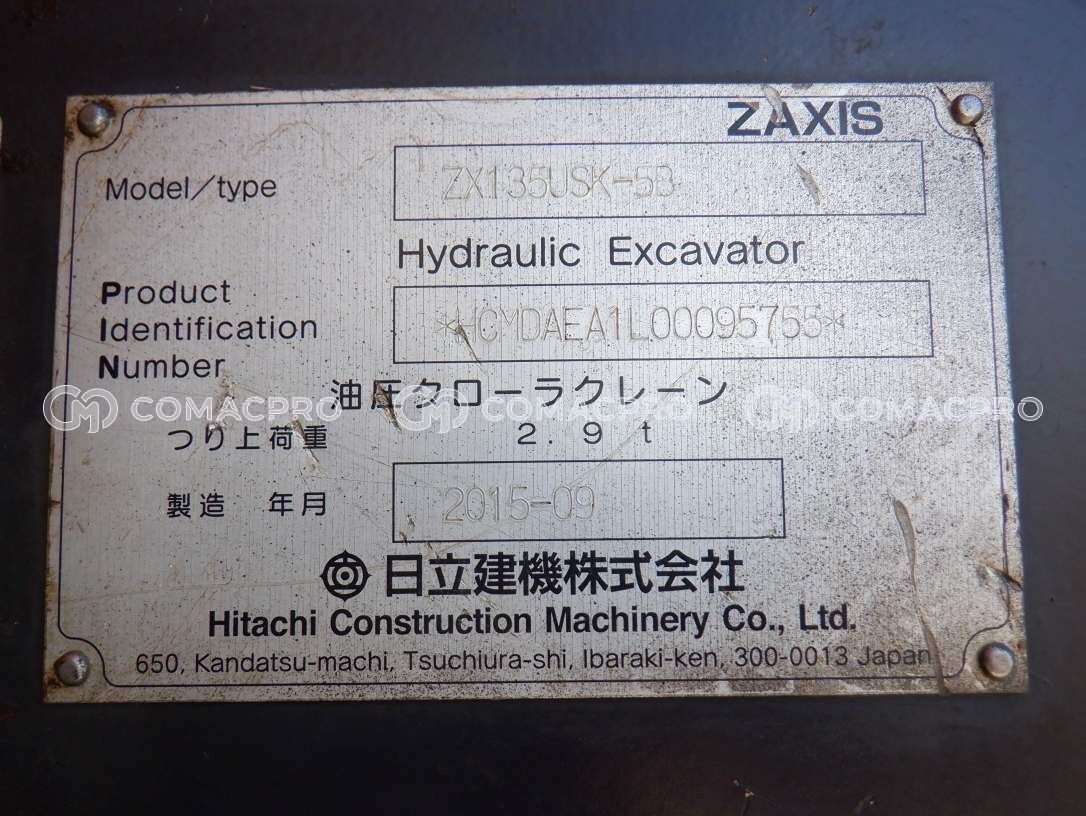 ZAXIS
Model/type ZX135USK-5B
Hydraulic Excavator
Product
Identification *HCMDAEA1L00095755*
Number
油圧クローラクレーン
COMACPRO COMACPRO COMACPRO COMACPRO
つり上荷重 2.9 t
製造 年月 2015-09
日立建機株式会社
Hitachi Construction Machinery Co., Ltd.
650, Kandatsu-machi, Tsuchiura-shi, Ibaraki-ken, 300-0013 Japan